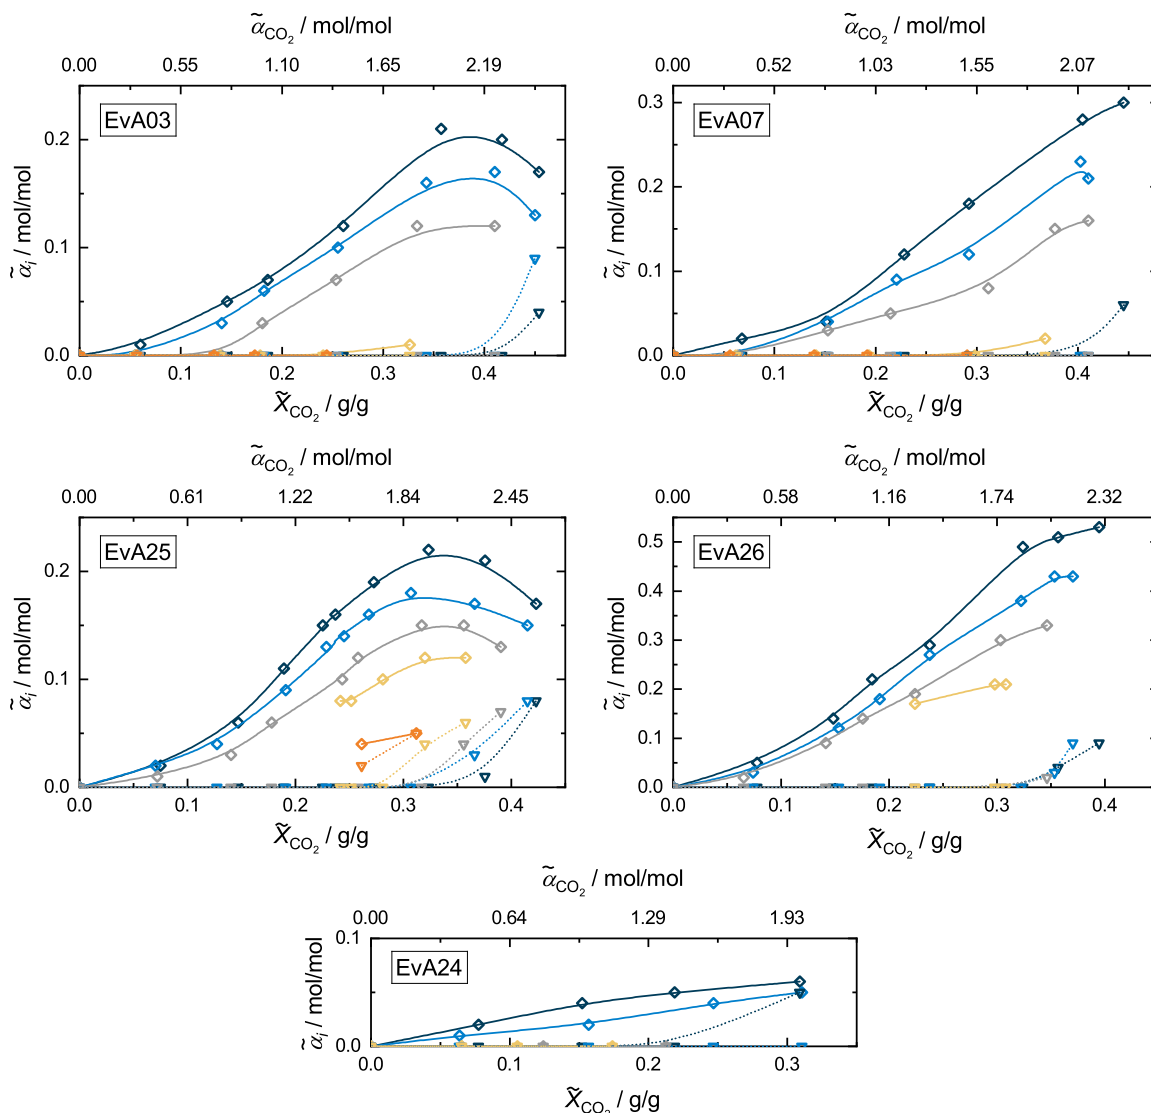 α̃CO₂ / mol/mol
0.00 0.55 1.10 1.65 2.19
EvA03
α̃ᵢ / mol/mol
0.2
0.1
0.0
0.0 0.1 0.2 0.3 0.4
X̃CO₂ / g/g
α̃CO₂ / mol/mol
0.00 0.52 1.03 1.55 2.07
EvA07
α̃ᵢ / mol/mol
0.3
0.2
0.1
0.0
0.0 0.1 0.2 0.3 0.4
X̃CO₂ / g/g
α̃CO₂ / mol/mol
0.00 0.61 1.22 1.84 2.45
EvA25
α̃ᵢ / mol/mol
0.2
0.1
0.0
0.0 0.1 0.2 0.3 0.4
X̃CO₂ / g/g
α̃CO₂ / mol/mol
0.00 0.58 1.16 1.74 2.32
EvA26
α̃ᵢ / mol/mol
0.5
0.4
0.3
0.2
0.1
0.0
0.0 0.1 0.2 0.3 0.4
X̃CO₂ / g/g
α̃CO₂ / mol/mol
0.00 0.64 1.29 1.93
EvA24
α̃ᵢ / mol/mol
0.1
0.0
0.0 0.1 0.2 0.3
X̃CO₂ / g/g